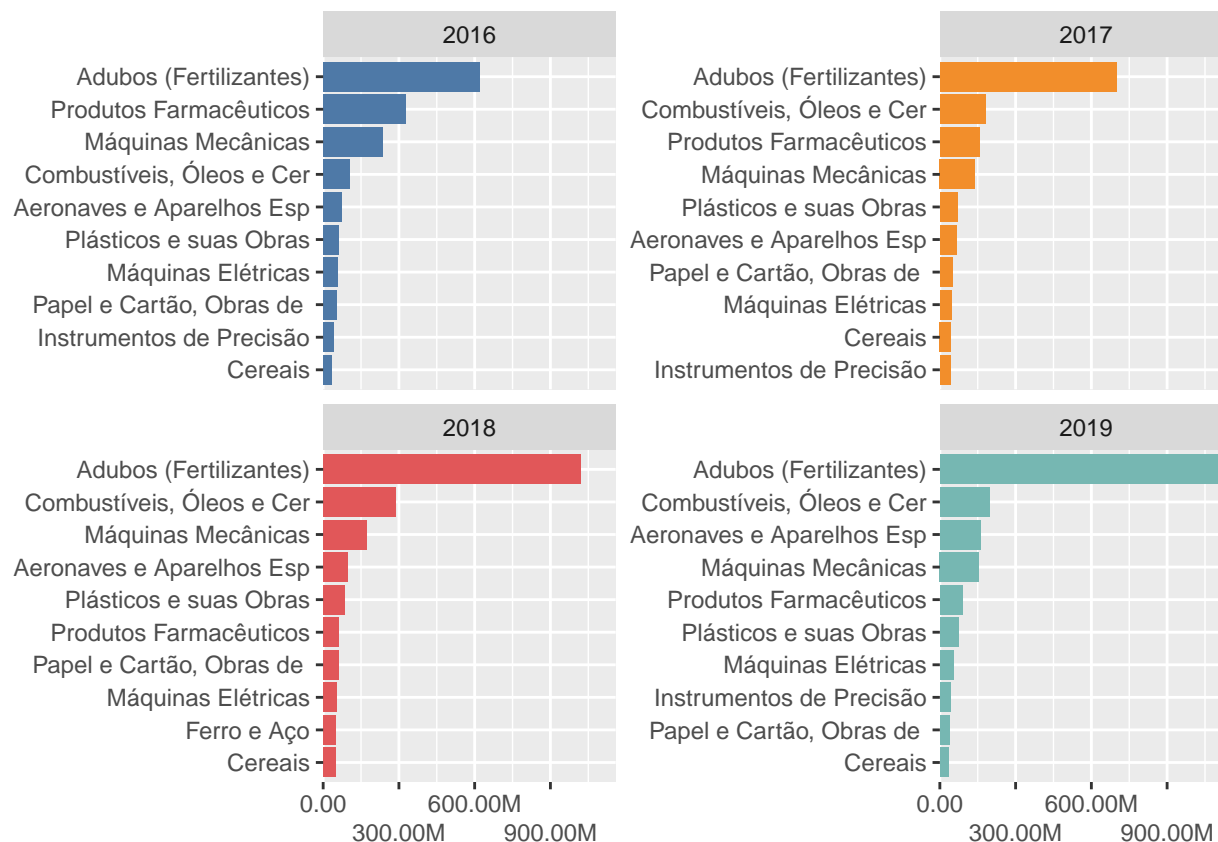 2016
Adubos (Fertilizantes)
Produtos Farmacêuticos
Máquinas Mecânicas
Combustíveis, Óleos e Cer
Aeronaves e Aparelhos Esp
Plásticos e suas Obras
Máquinas Elétricas
Papel e Cartão, Obras de
Instrumentos de Precisão
Cereais
2017
Adubos (Fertilizantes)
Combustíveis, Óleos e Cer
Produtos Farmacêuticos
Máquinas Mecânicas
Plásticos e suas Obras
Aeronaves e Aparelhos Esp
Papel e Cartão, Obras de
Máquinas Elétricas
Cereais
Instrumentos de Precisão
2018
Adubos (Fertilizantes)
Combustíveis, Óleos e Cer
Máquinas Mecânicas
Aeronaves e Aparelhos Esp
Plásticos e suas Obras
Produtos Farmacêuticos
Papel e Cartão, Obras de
Máquinas Elétricas
Ferro e Aço
Cereais
0.00 600.00M
300.00M 900.00M
2019
Adubos (Fertilizantes)
Combustíveis, Óleos e Cer
Aeronaves e Aparelhos Esp
Máquinas Mecânicas
Produtos Farmacêuticos
Plásticos e suas Obras
Máquinas Elétricas
Instrumentos de Precisão
Papel e Cartão, Obras de
Cereais
0.00 600.00M
300.00M 900.00M